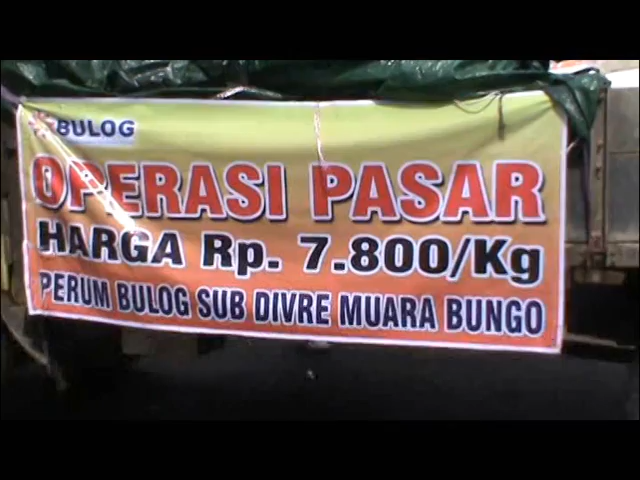 BULOG
OPERASI PASAR
HARGA Rp. 7.800/Kg
PERUM BULOG SUB DIVRE MUARA BUNGO